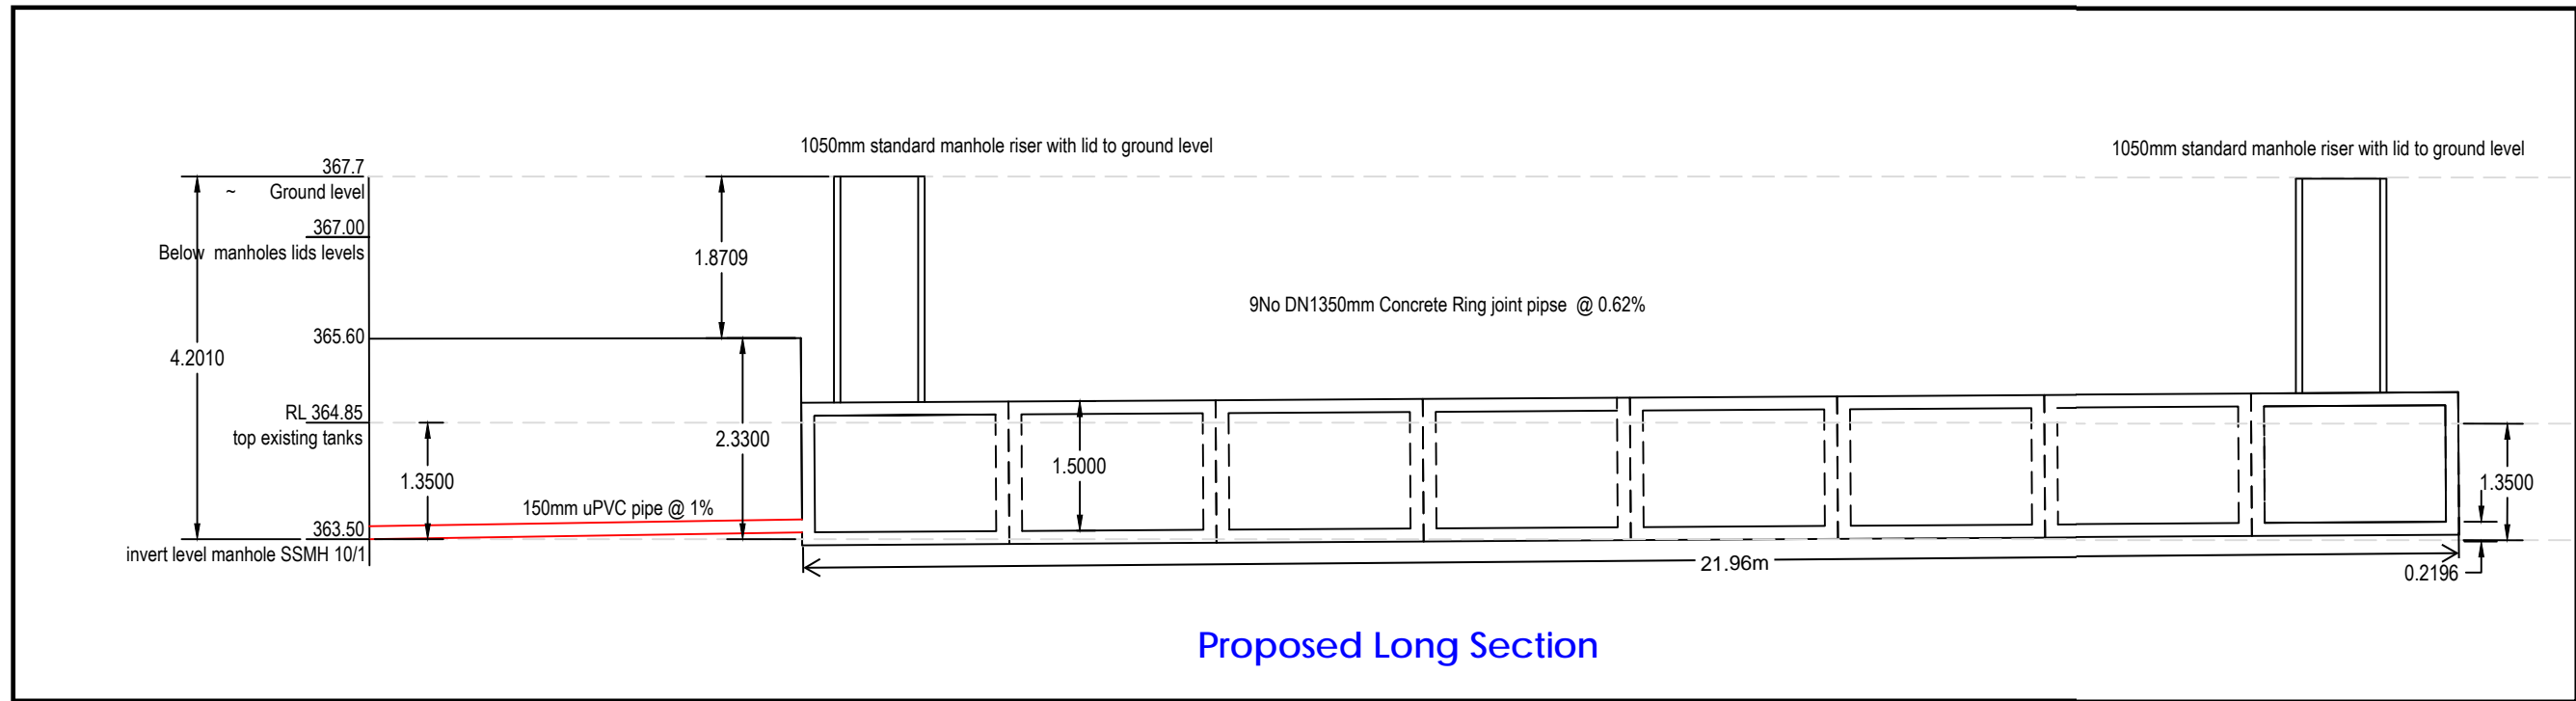 1050mm standard manhole riser with lid to ground level
1050mm standard manhole riser with lid to ground level
367.7
~ Ground level
367.00
Below manholes lids levels
1.8709
9No DN1350mm Concrete Ring joint pipse @ 0.62%
365.60
4.2010
RL 364.85
top existing tanks
2.3300
1.5000
1.3500
1.3500
150mm uPVC pipe @ 1%
363.50
invert level manhole SSMH 10/1
21.96m
0.2196
Proposed Long Section